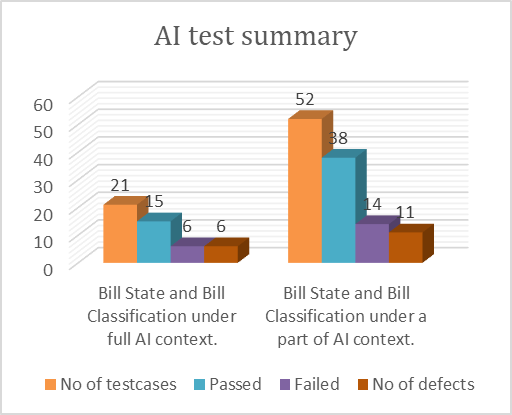 AI test summary
60
50
40
30
20
10
0
21
15
6
6
52
38
14
11
Bill State and Bill
Classification under
full AI context.
Bill State and Bill
Classification under a
part of AI context.
No of testcases
Passed
Failed
No of defects